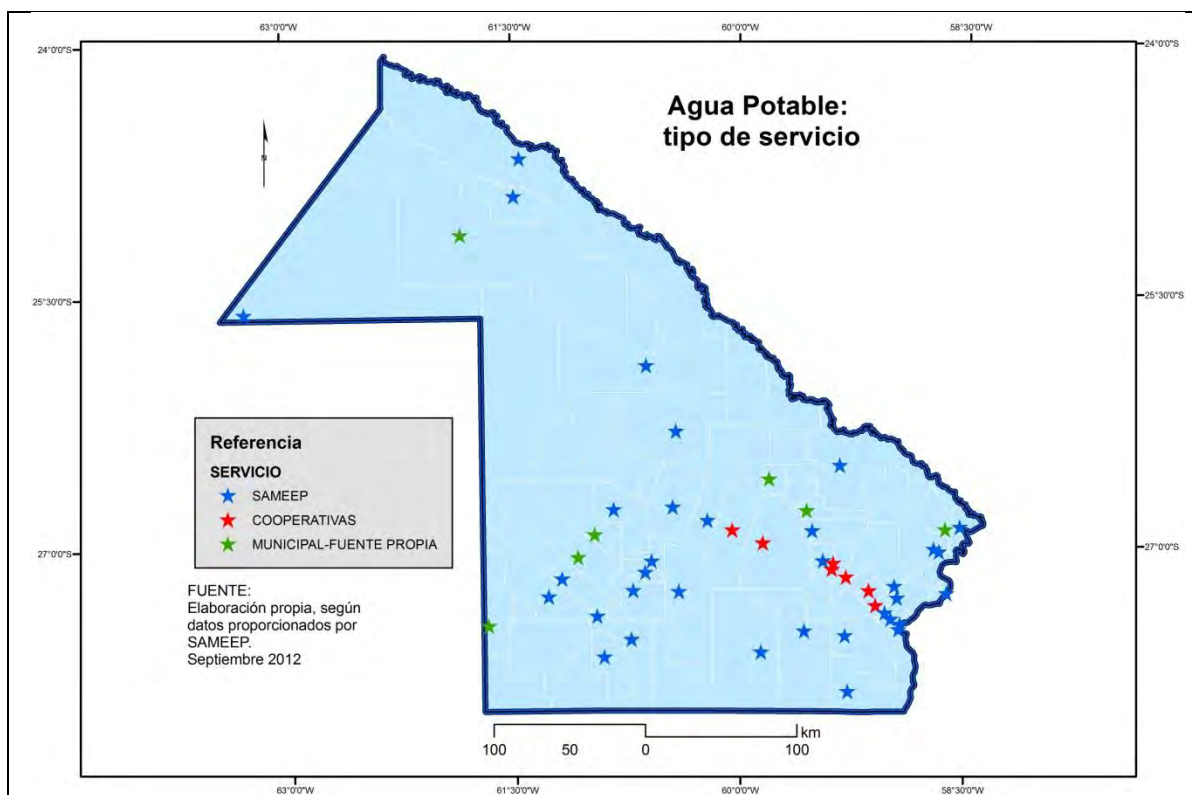 63°0'0"W
61°30'0"W
60°0'0"W
58°30'0"W
24°0'0"S
24°0'0"S
Agua Potable:
tipo de servicio
N
25°30'0"S
25°30'0"S
Referencia
SERVICIO
SAMEEP
COOPERATIVAS
MUNICIPAL-FUENTE PROPIA
27°0'0"S
27°0'0"S
FUENTE:
Elaboración propia, según
datos proporcionados por
SAMEEP.
Septiembre 2012
km
100
50
0
100
63°0'0"W
61°30'0"W
60°0'0"W
58°30'0"W